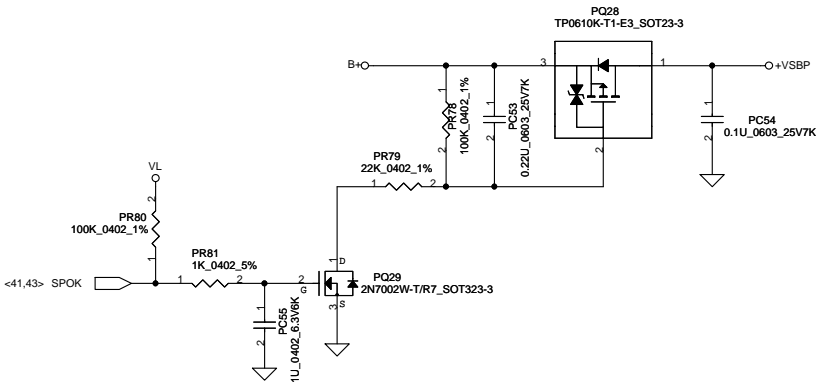 PQ28
TP0610K-T1-E3_SOT23-3
B+
3
1
+VSBP
1
PR78
100K_0402_1%
2
1
PC53
0.22U_0603_25V7K
2
1
PC54
0.1U_0603_25V7K
2
2
PR79
22K_0402_1%
1
2
VL
2
PR80
100K_0402_1%
1
PR81
1K_0402_5%
<41,43> SPOK
1
2
2
G
1
D
PQ29
2N7002W-T/R7_SOT323-3
3
S
1
PC55
1U_0402_6.3V6K
2